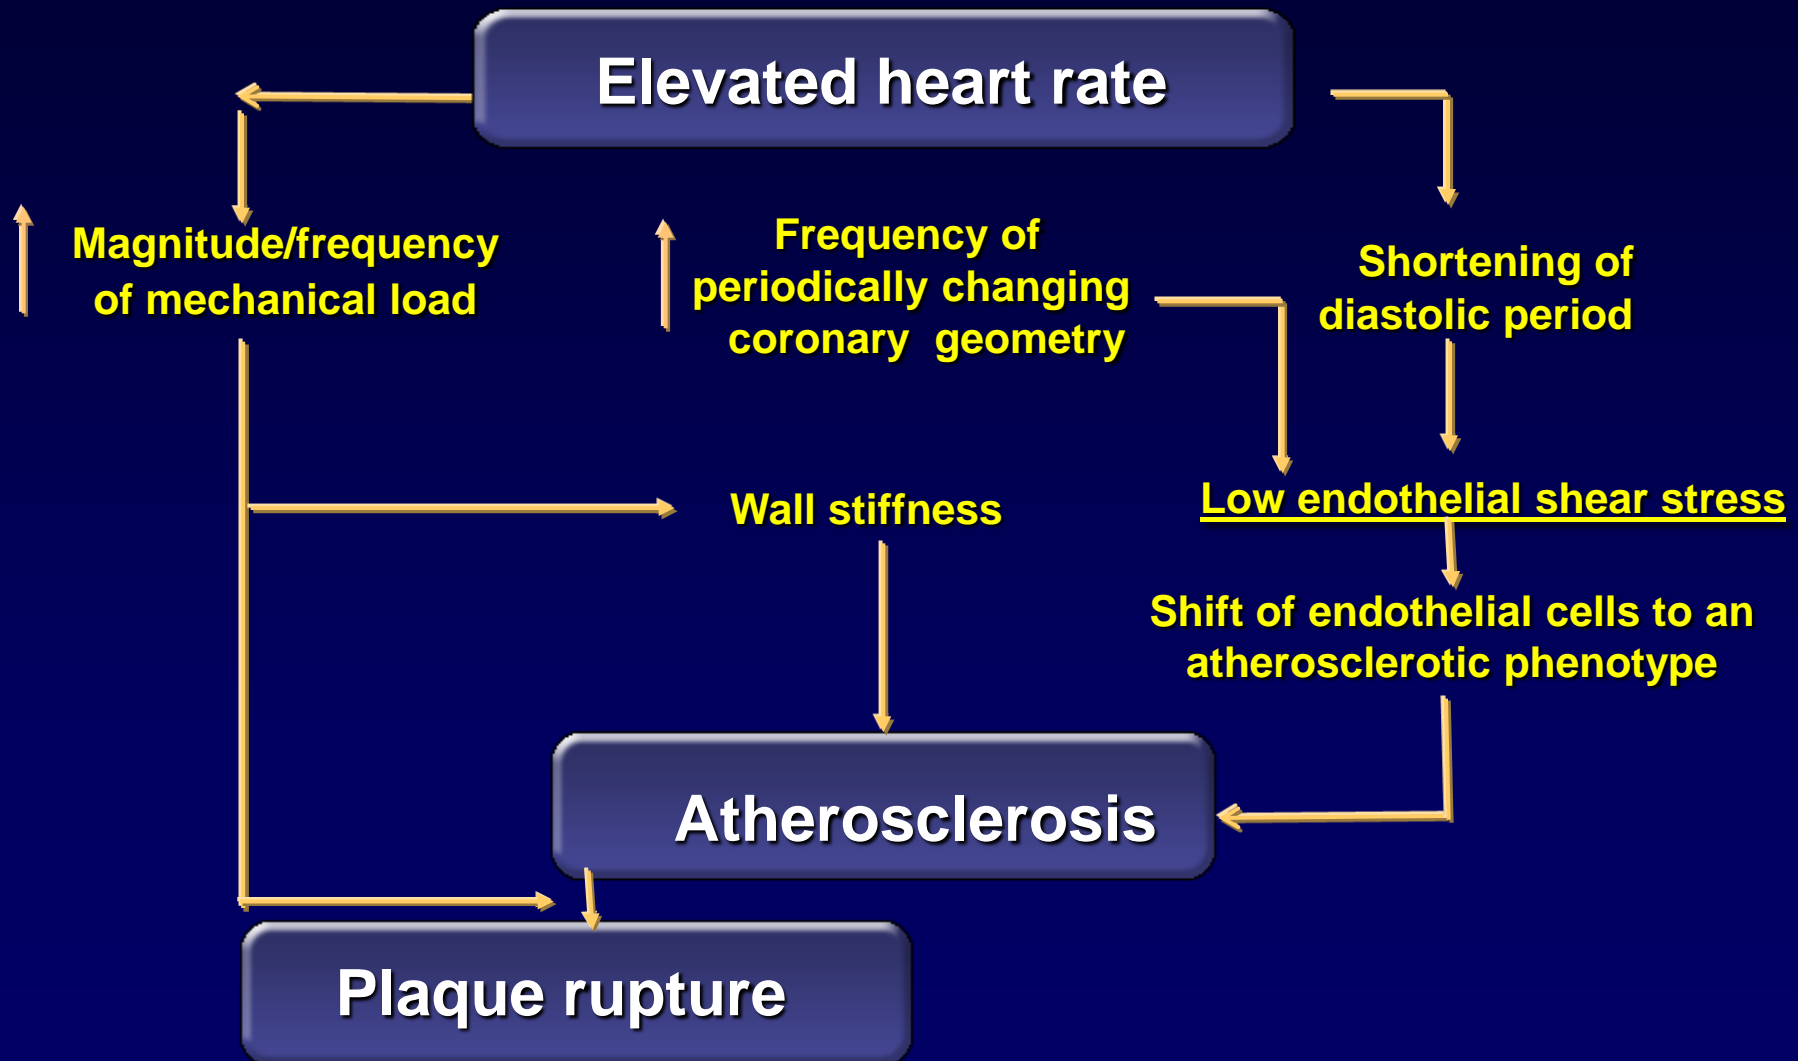 Elevated heart rate
Magnitude/frequency
of mechanical load
Frequency of
periodically changing
coronary geometry
Shortening of
diastolic period
Wall stiffness
Low endothelial shear stress
Shift of endothelial cells to an
atherosclerotic phenotype
Atherosclerosis
Plaque rupture